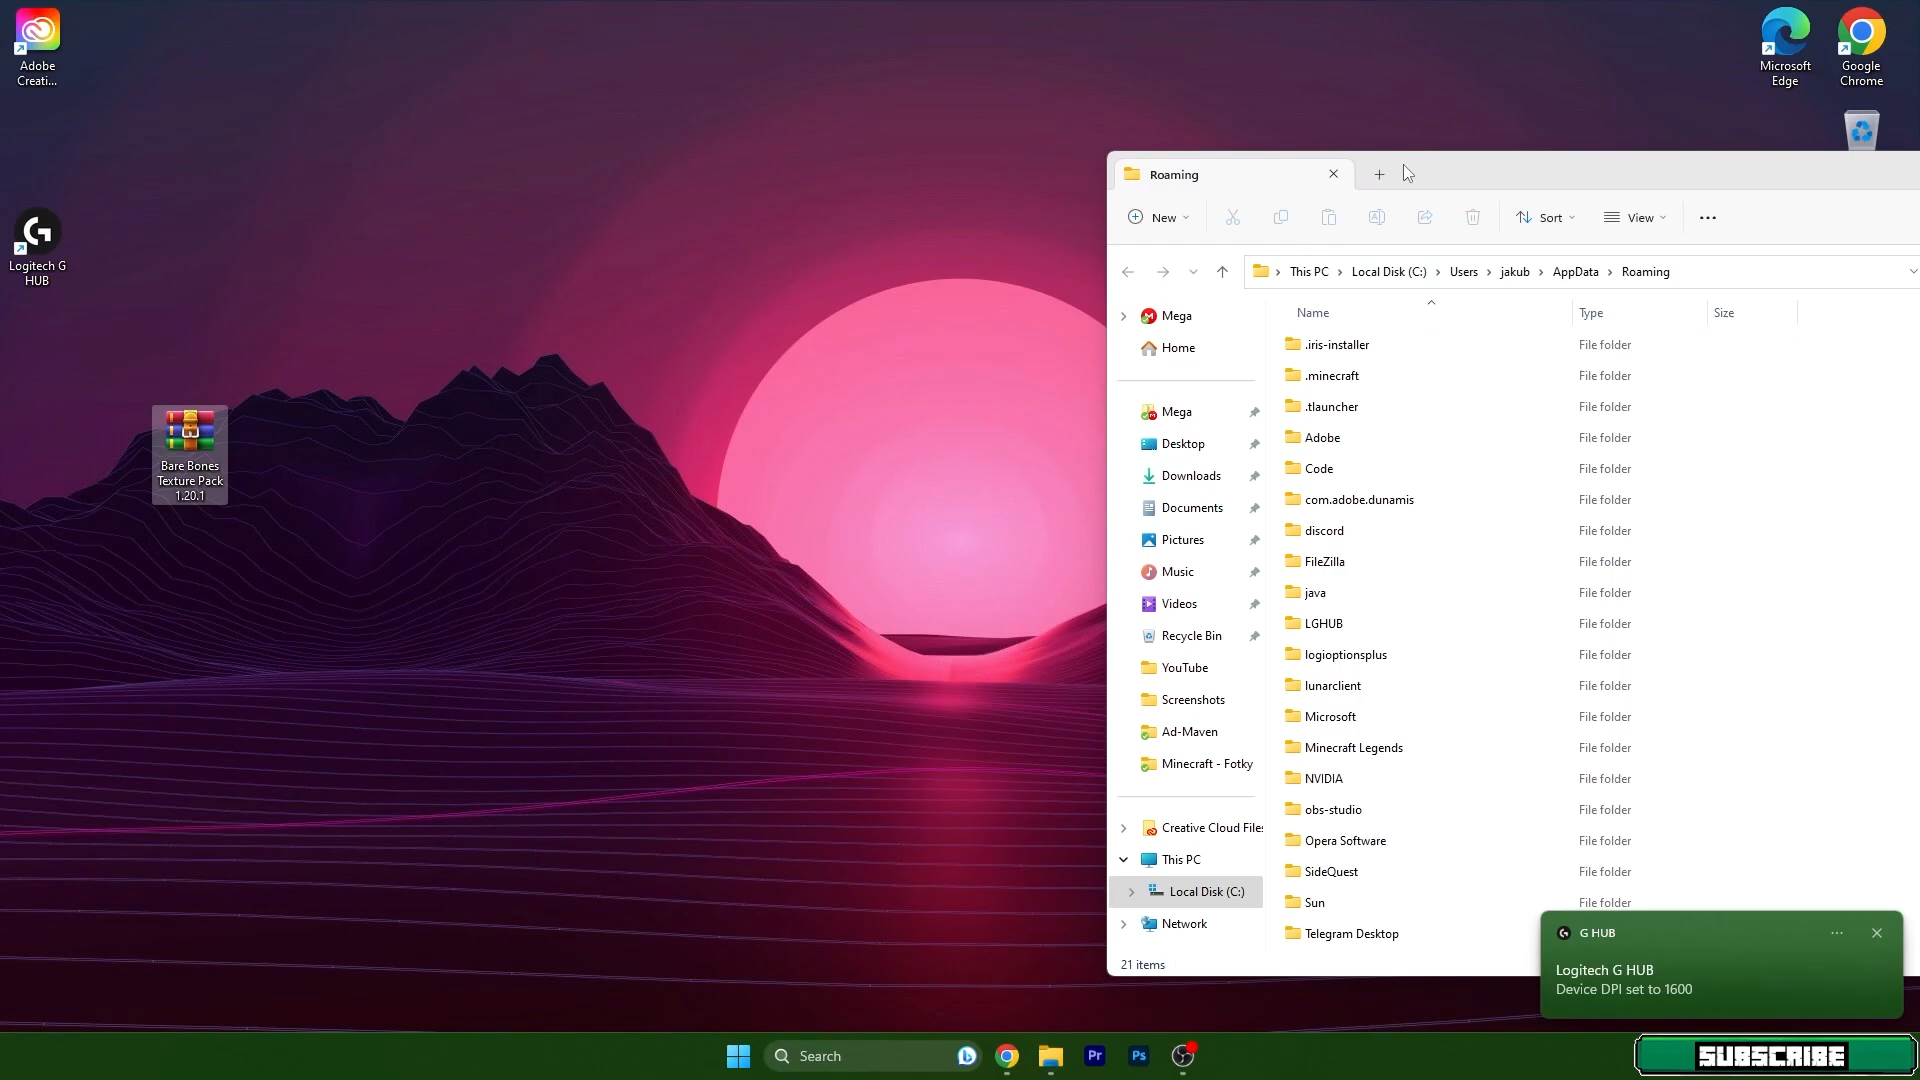 Adobe
Creati...
Logitech G
HUB
Bare Bones
Texture Pack
1.20.1
Microsoft
Edge
Google
Chrome
Roaming
New
Sort
View
This PC
Local Disk (C:)
Users
jakub
AppData
Roaming
Name
Type
Size
Mega
Home
Mega
Desktop
Downloads
Documents
Pictures
Music
Videos
Recycle Bin
YouTube
Screenshots
Ad-Maven
Minecraft - Fotky
Creative Cloud Files
This PC
Local Disk (C:)
Network
.iris-installer File folder
.minecraft File folder
.tlauncher File folder
Adobe File folder
Code File folder
com.adobe.dunamis File folder
discord File folder
FileZilla File folder
java File folder
LGHUB File folder
logioptionsplus File folder
lunarclient File folder
Microsoft File folder
Minecraft Legends File folder
NVIDIA File folder
obs-studio File folder
Opera Software File folder
SideQuest File folder
Sun File folder
Telegram Desktop
21 items
G HUB
Logitech G HUB
Device DPI set to 1600
Search
Pr
Ps
SUBSCRIBE